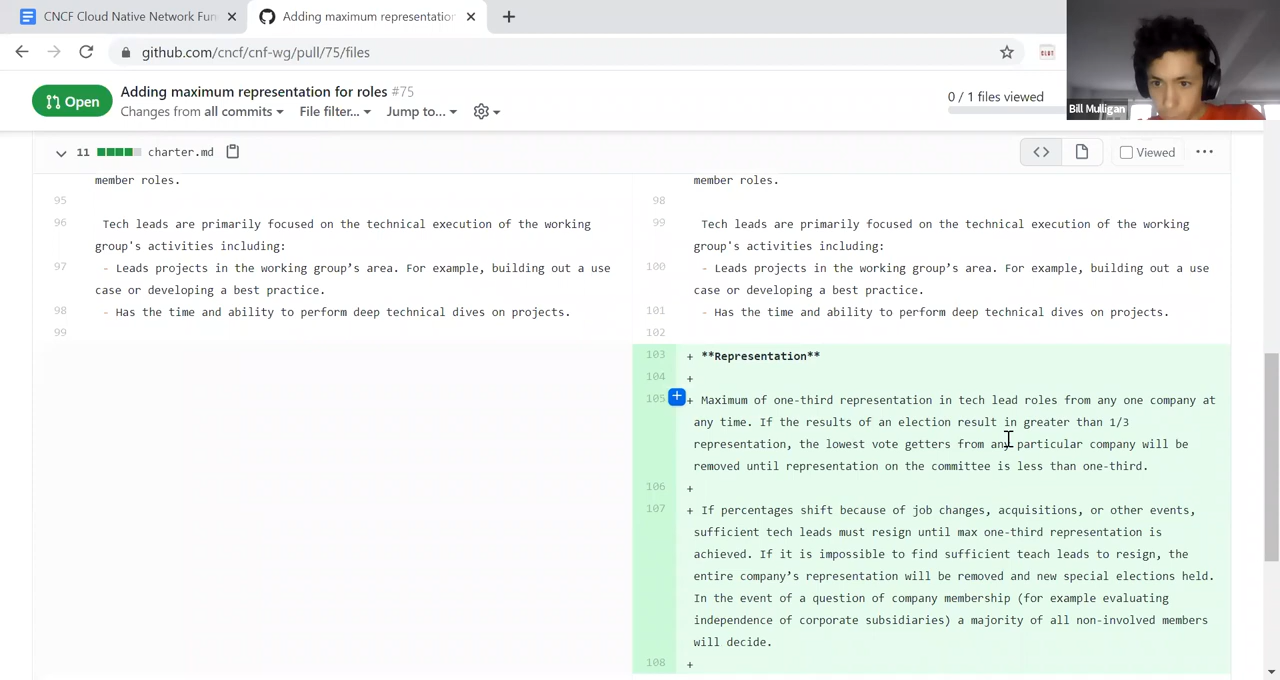 CNCF Cloud Native Network Fun
Adding maximum representation
github.com/cncf/cnf-wg/pull/75/files
Open
Adding maximum representation for roles #75
Changes from all commits
File filter...
Jump to...
0 / 1 files viewed
Bill Mulligan
11
charter.md
Viewed
member roles.
95
96 Tech leads are primarily focused on the technical execution of the working
group's activities including:
97 - Leads projects in the working group’s area. For example, building out a use
case or developing a best practice.
98 - Has the time and ability to perform deep technical dives on projects.
99
member roles.
98
99 Tech leads are primarily focused on the technical execution of the working
group's activities including:
100 - Leads projects in the working group’s area. For example, building out a use
case or developing a best practice.
101 - Has the time and ability to perform deep technical dives on projects.
102
103 + **Representation**
104 +
105 + Maximum of one-third representation in tech lead roles from any one company at
any time. If the results of an election result in greater than 1/3
representation, the lowest vote getters from any particular company will be
removed until representation on the committee is less than one-third.
106 +
107 + If percentages shift because of job changes, acquisitions, or other events,
sufficient tech leads must resign until max one-third representation is
achieved. If it is impossible to find sufficient teach leads to resign, the
entire company’s representation will be removed and new special elections held.
In the event of a question of company membership (for example evaluating
independence of corporate subsidiaries) a majority of all non-involved members
will decide.
108 +